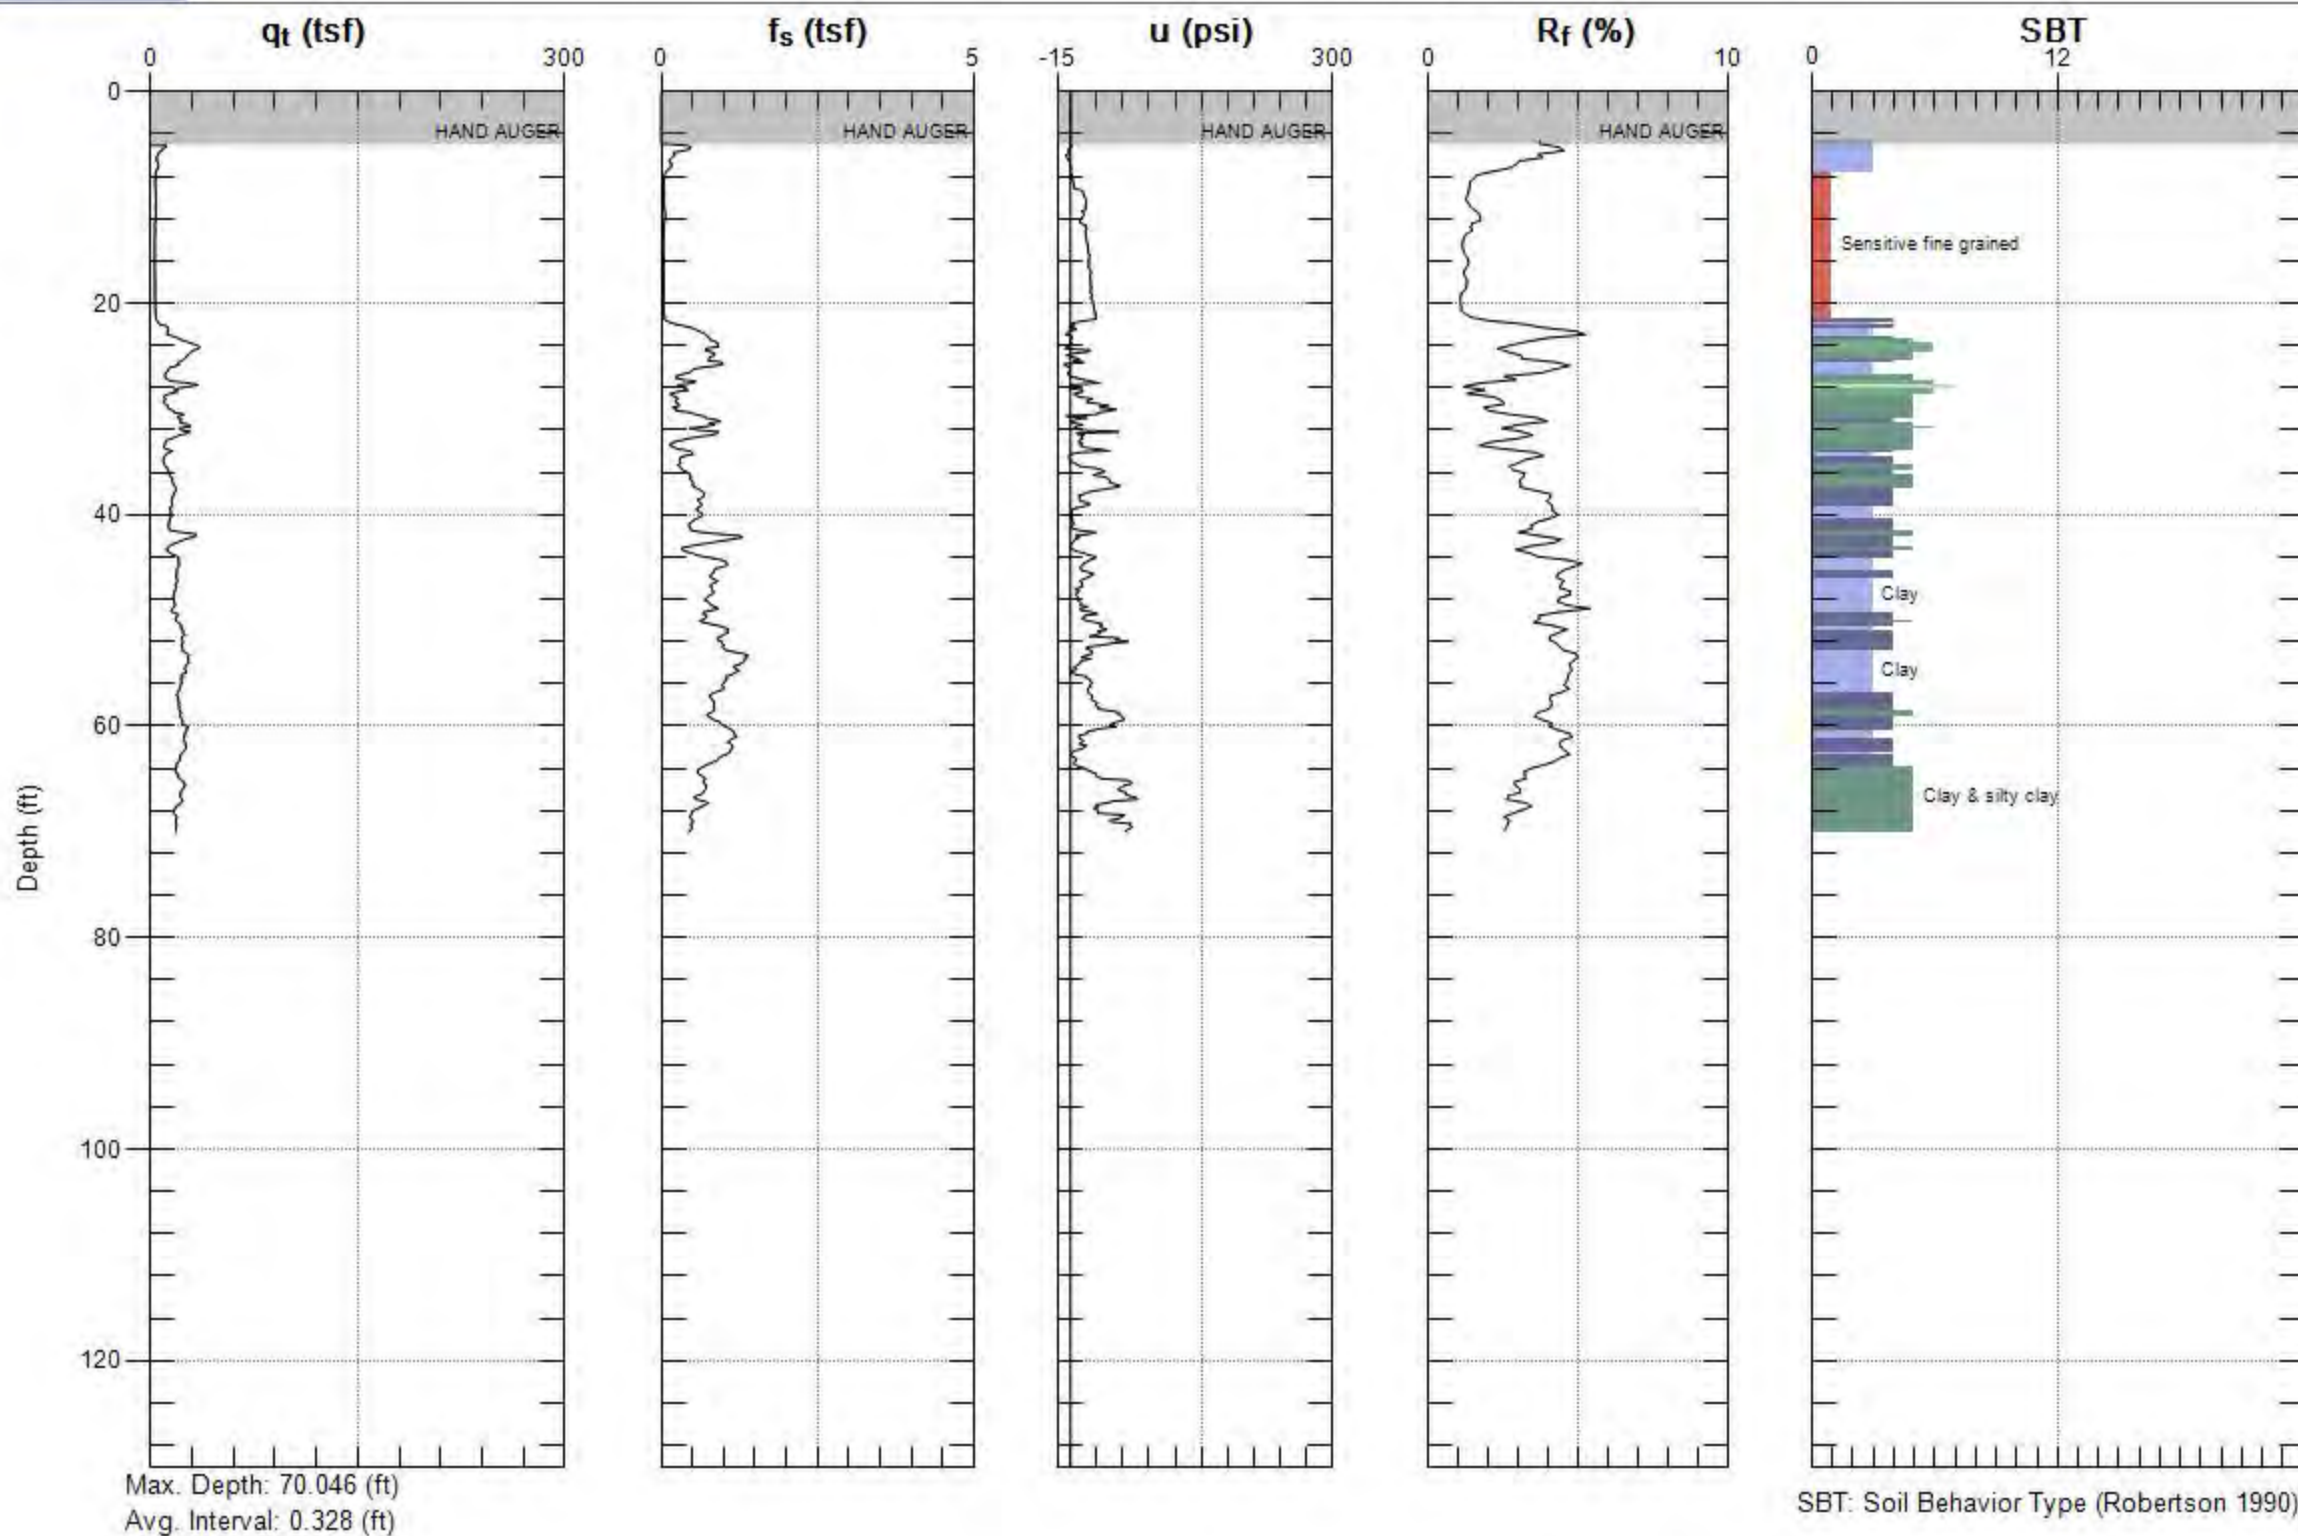 qt (tsf) fs (tsf) u (psi) Rf (%) SBT
0 300 0 5 -15 300 0 10 0 12
0
HAND AUGER HAND AUGER HAND AUGER HAND AUGER
Sensitive fine grained
20
40
Clay
Clay
60
Clay & silty clay
Depth (ft)
80
100
120
Max. Depth: 70.046 (ft)
Avg. Interval: 0.328 (ft)
SBT: Soil Behavior Type (Robertson 1990)